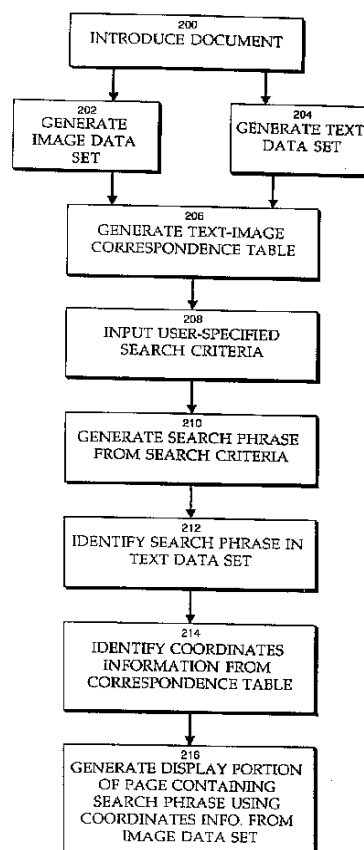 200
INTRODUCE DOCUMENT
202
GENERATE
IMAGE DATA
SET
204
GENERATE TEXT
DATA SET
206
GENERATE TEXT-IMAGE
CORRESPONDENCE TABLE
208
INPUT USER-SPECIFIED
SEARCH CRITERIA
210
GENERATE SEARCH PHRASE
FROM SEARCH CRITERIA
212
IDENTIFY SEARCH PHRASE IN
TEXT DATA SET
214
IDENTIFY COORDINATES
INFORMATION FROM
CORRESPONDENCE TABLE
216
GENERATE DISPLAY PORTION
OF PAGE CONTAINING
SEARCH PHRASE USING
COORDINATES INFO. FROM
IMAGE DATA SET